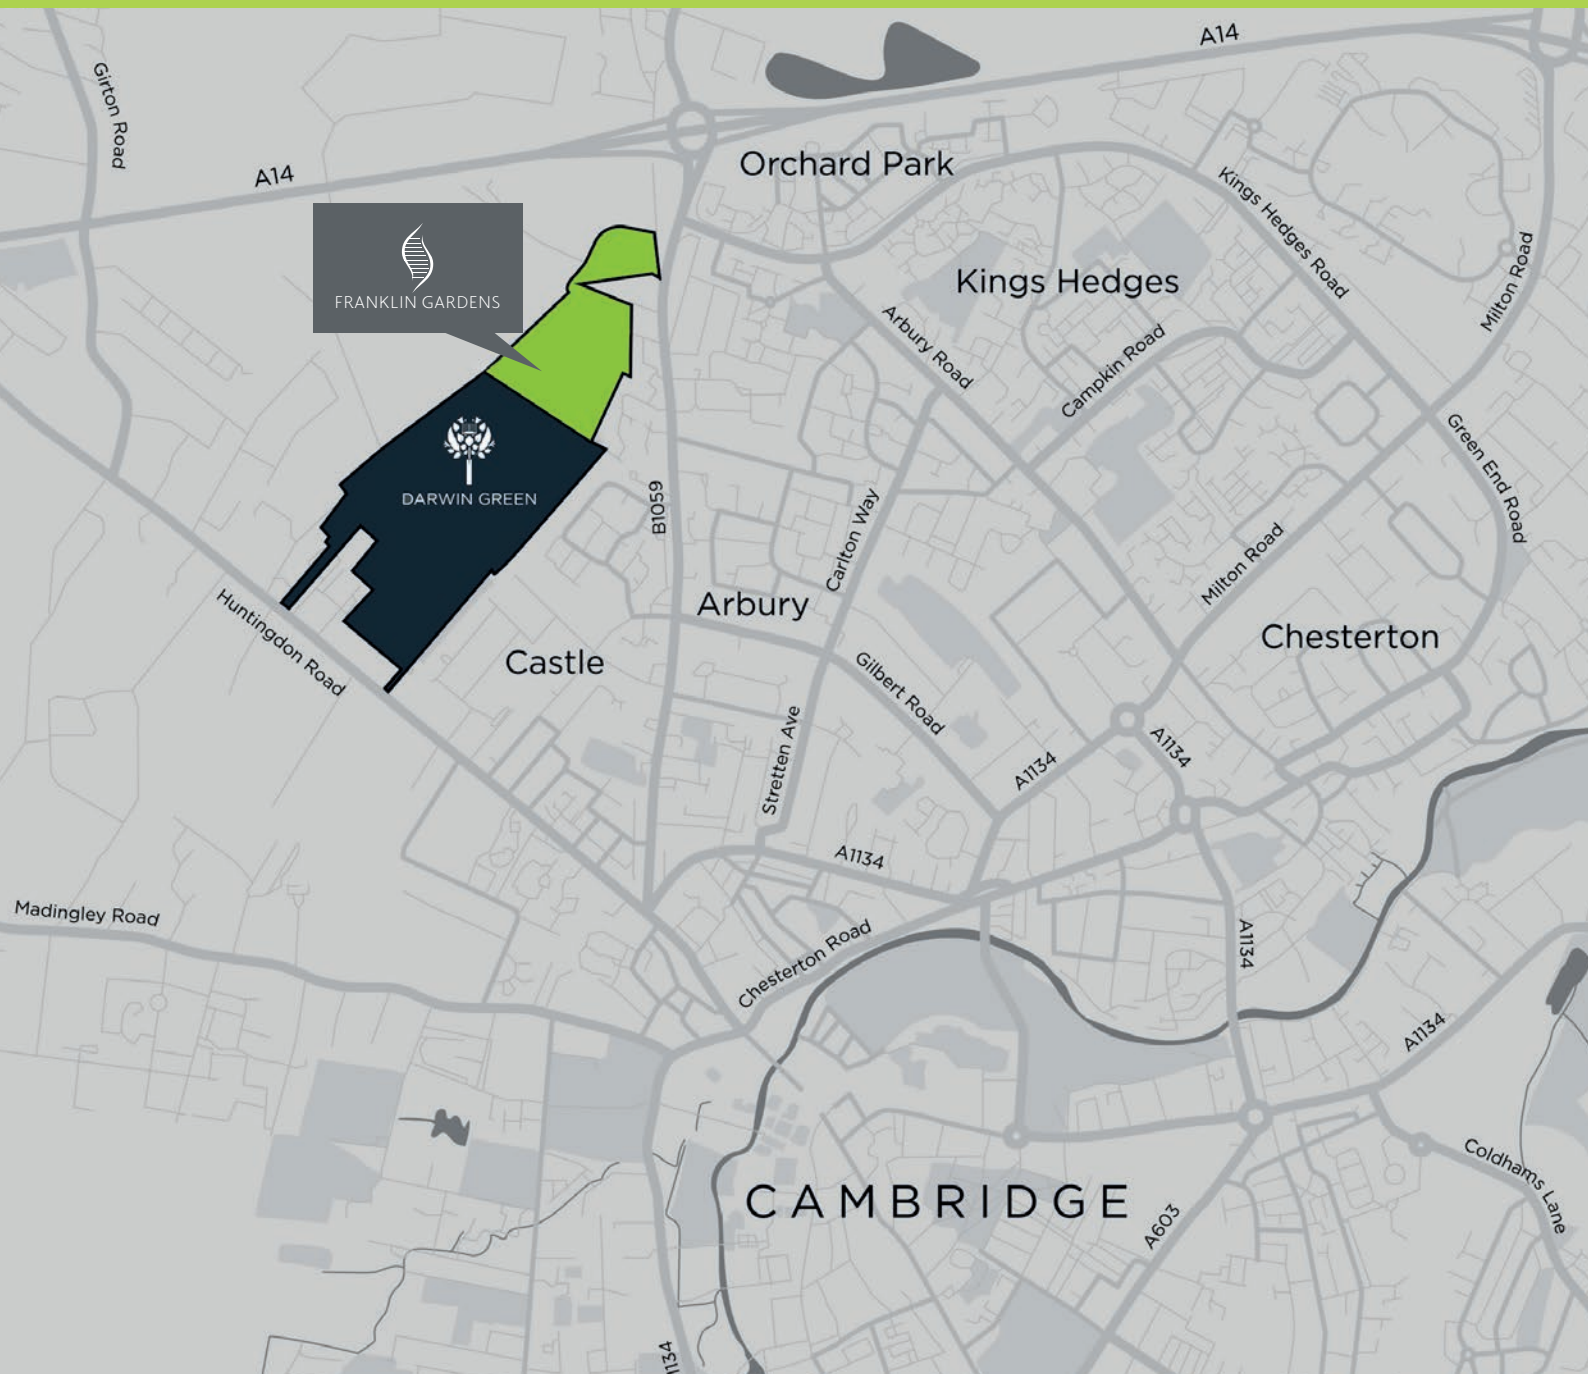 A14
Girton Road
Orchard Park
A14
Kings Hedges Road
Milton Road
FRANKLIN GARDENS
Kings Hedges
Arbury Road
Campkin Road
Green End Road
DARWIN GREEN
B1059
Carlton Way
Milton Road
Arbury
Huntingdon Road
Castle
Chesterton
Gilbert Road
Stretten Ave
A1134
A1134
A1134
Madingley Road
Chesterton Road
A1134
A1134
Coldhams Lane
CAMBRIDGE
A603
1134